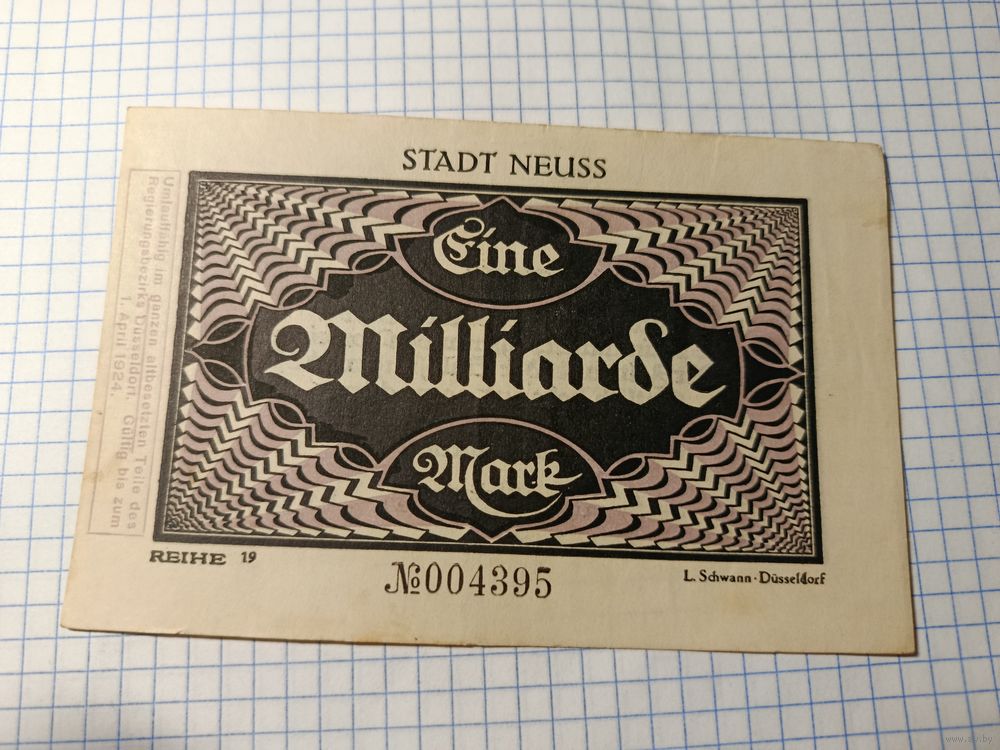 STADT NEUSS
Eine
Milliarde
Mark
REIHE 19
№004395
L. Schwann · Düsseldorf
Umlauffähig im ganzen altbesetzten Teile des
Regierungsbezirks Düsseldorf. Gültig bis zum
1. April 1924.